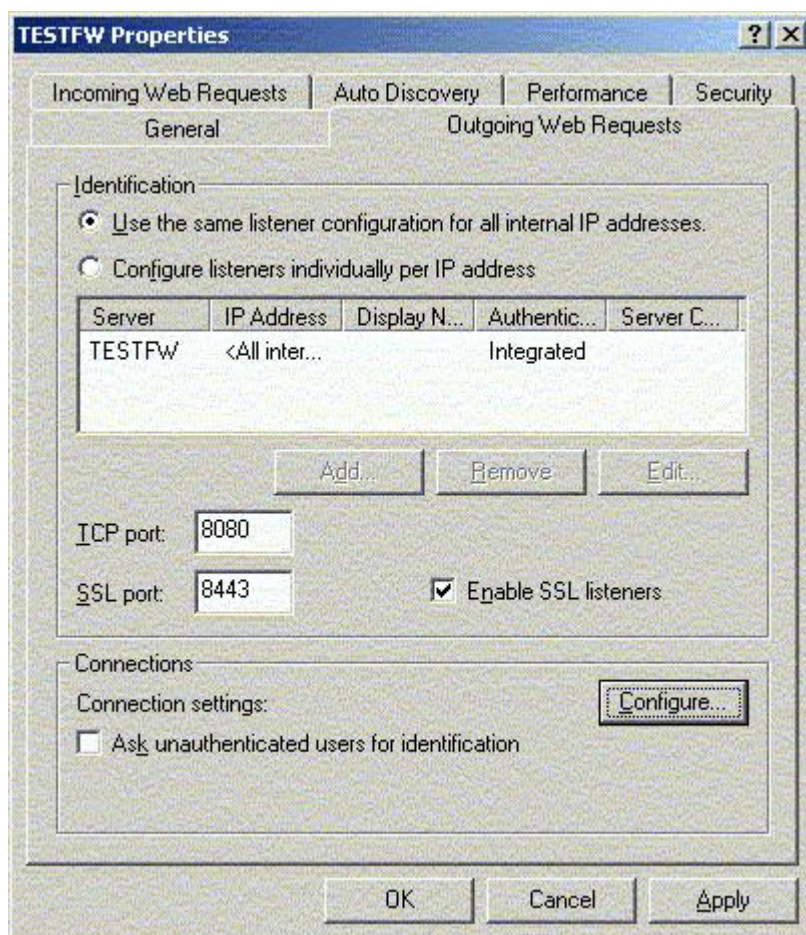 TESTFW Properties
Incoming Web Requests Auto Discovery Performance Security
General Outgoing Web Requests
Identification
Use the same listener configuration for all internal IP addresses.
Configure listeners individually per IP address
Server IP Address Display N... Authentic... Server C...
TESTFW <All inter... Integrated
Add... Remove Edit...
TCP port: 8080
SSL port: 8443 Enable SSL listeners
Connections
Connection settings: Configure...
Ask unauthenticated users for identification
OK Cancel Apply